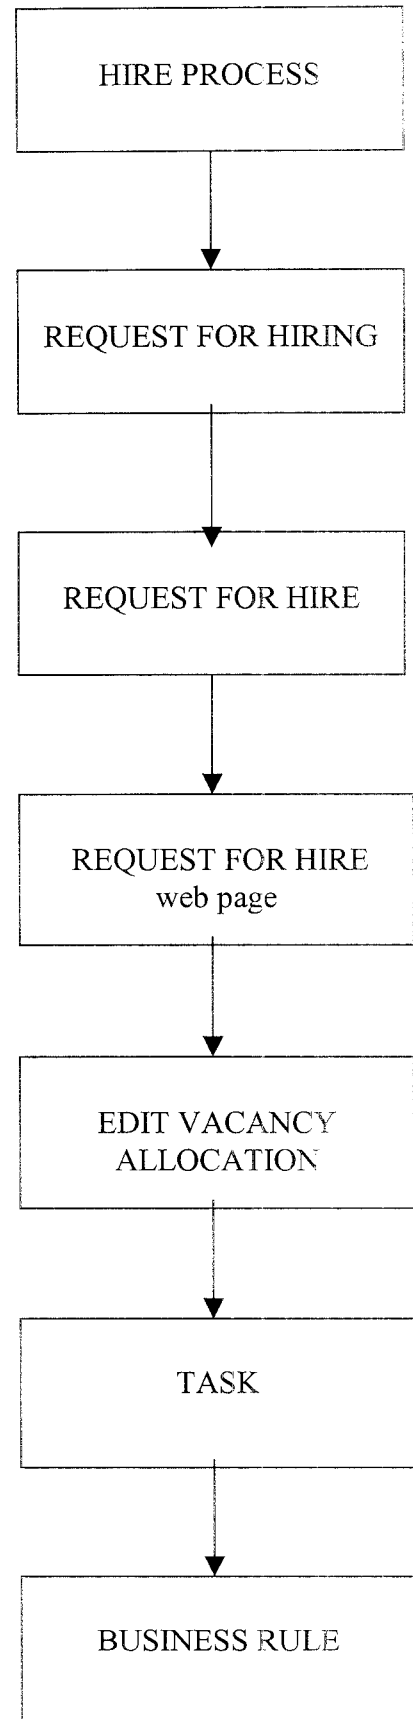 HIRE PROCESS
REQUEST FOR HIRING
REQUEST FOR HIRE
REQUEST FOR HIRE
web page
EDIT VACANCY
ALLOCATION
TASK
BUSINESS RULE